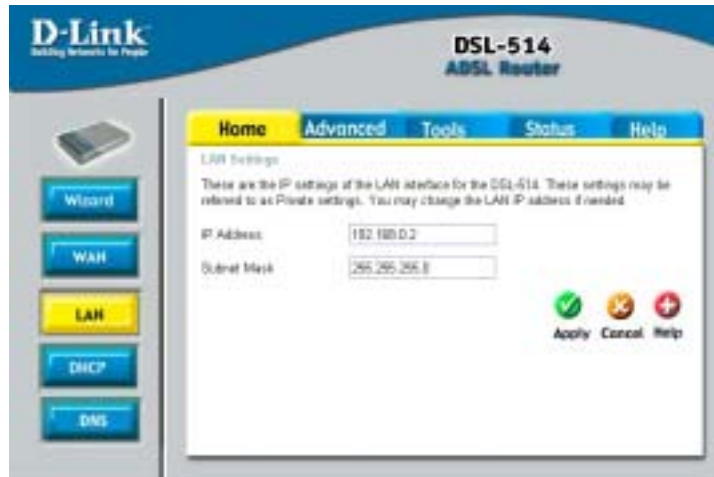 D-Link
Building Networks for People
DSL-514
ADSL Router
Home
Advanced
Tools
Status
Help
LAN Settings
These are the IP settings of the LAN interface for the DSL-514. These settings may be
referred to as Private settings. You may change the LAN IP address if needed.
IP Address
192.168.0.2
Subnet Mask
255.255.255.0
Apply
Cancel
Help
Wizard
WAN
LAN
DHCP
DNS